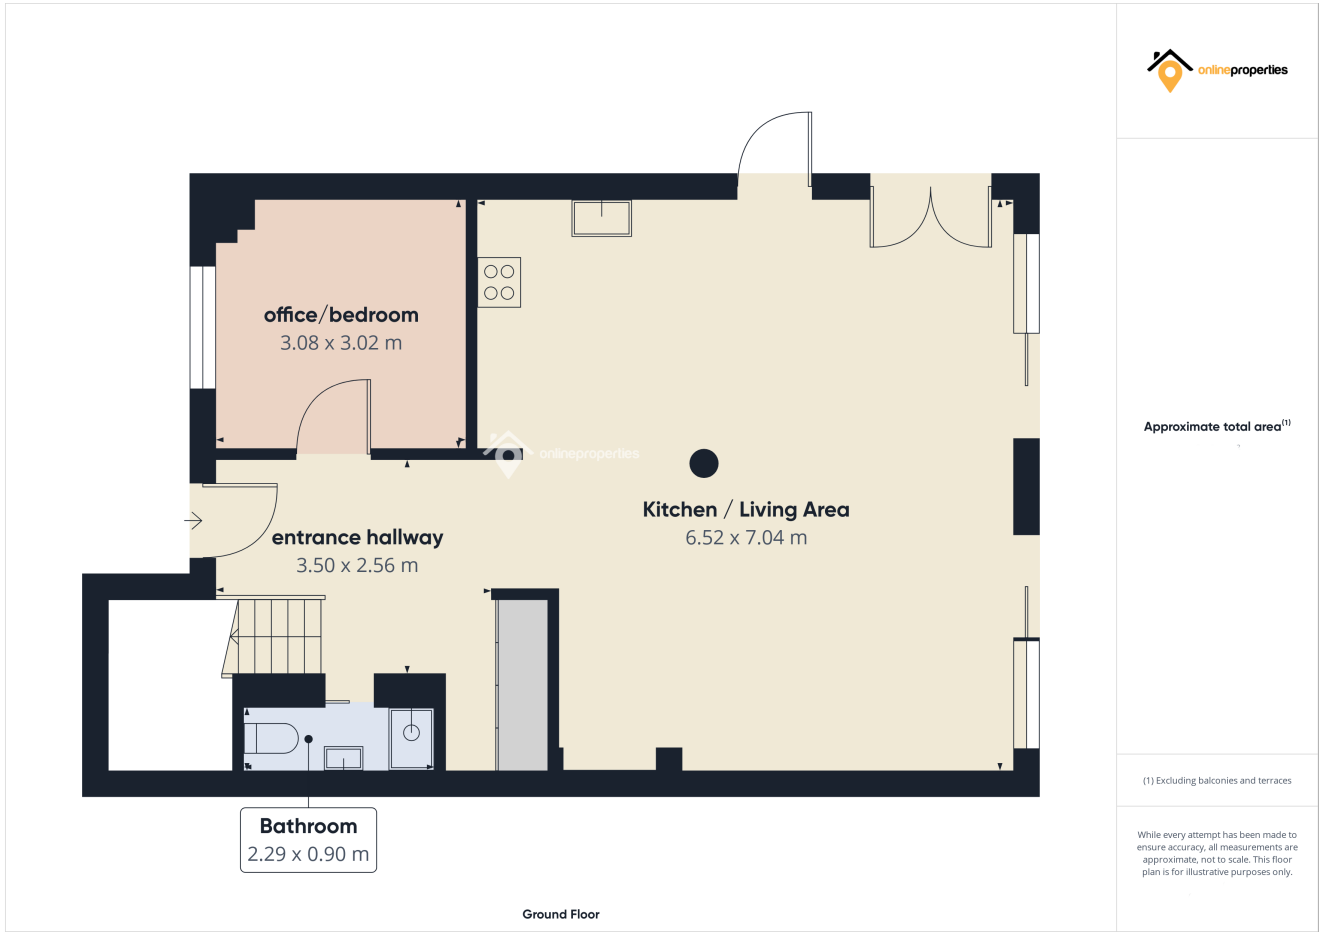 onlineproperties
office/bedroom
3.08 x 3.02 m
onlineproperties
Kitchen / Living Area
6.52 x 7.04 m
entrance hallway
3.50 x 2.56 m
Bathroom
2.29 x 0.90 m
Ground Floor
Approximate total area(1)
(1) Excluding balconies and terraces
While every attempt has been made to
ensure accuracy, all measurements are
approximate, not to scale. This floor
plan is for illustrative purposes only.